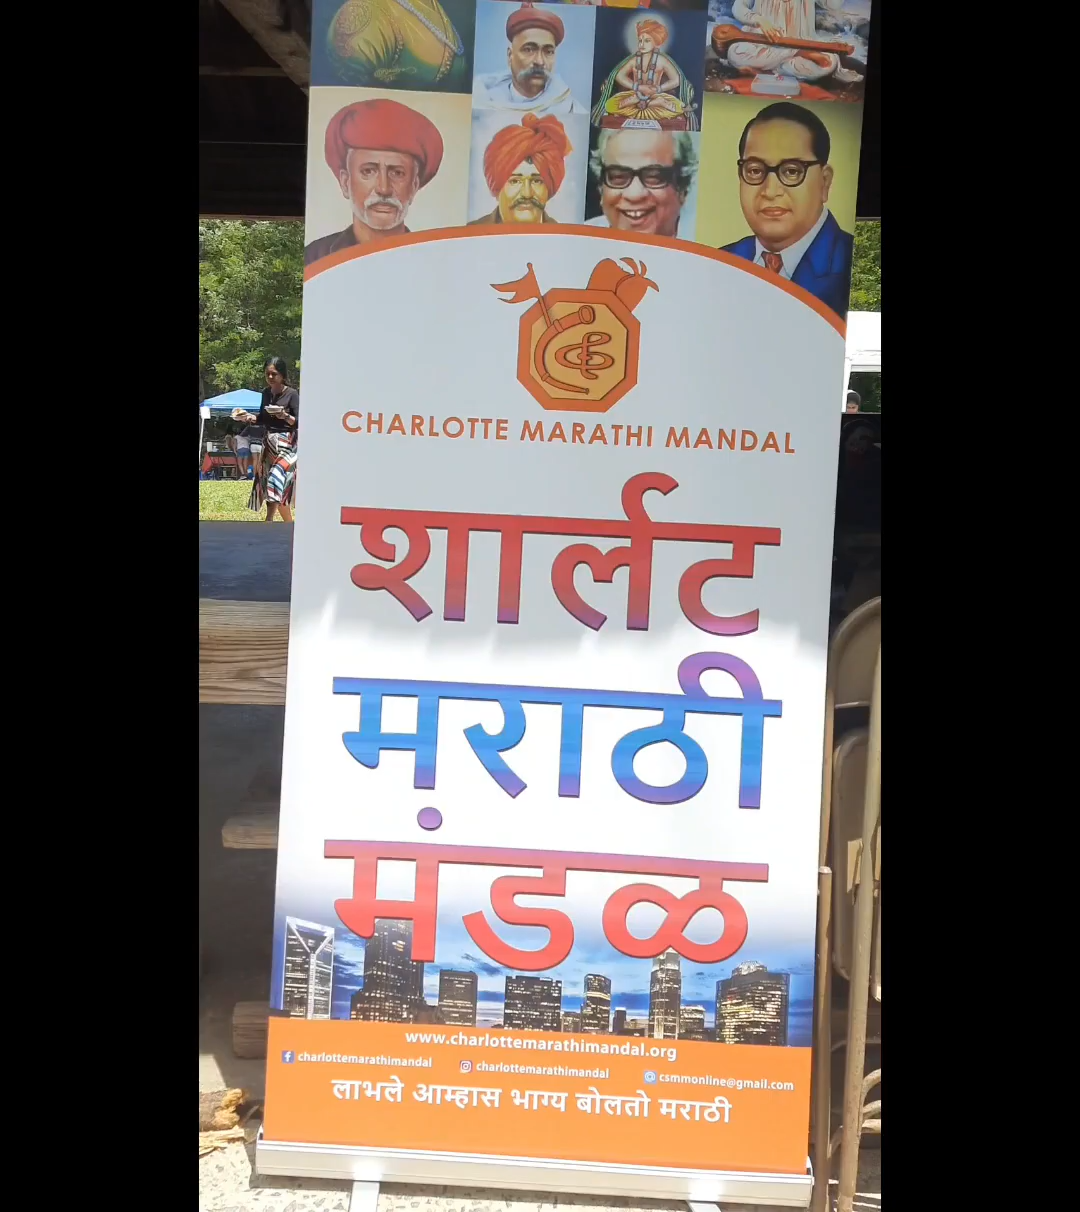 CHARLOTTE MARATHI MANDAL
शार्लट
मराठी
मंडळ
www.charlottemarathimandal.org
charlottemarathimandal charlottemarathimandal csmmonline@gmail.com
लाभले आम्हास भाग्य बोलतो मराठी